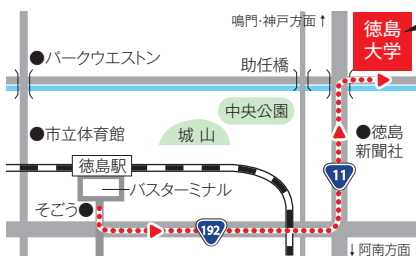 鳴門・神戸方面↑
徳島
大学
●パークウエストン
助任橋
中央公園
●市立体育館
城山
●徳島
新聞社
徳島駅
11
バスターミナル
そごう●
192
↓阿南方面